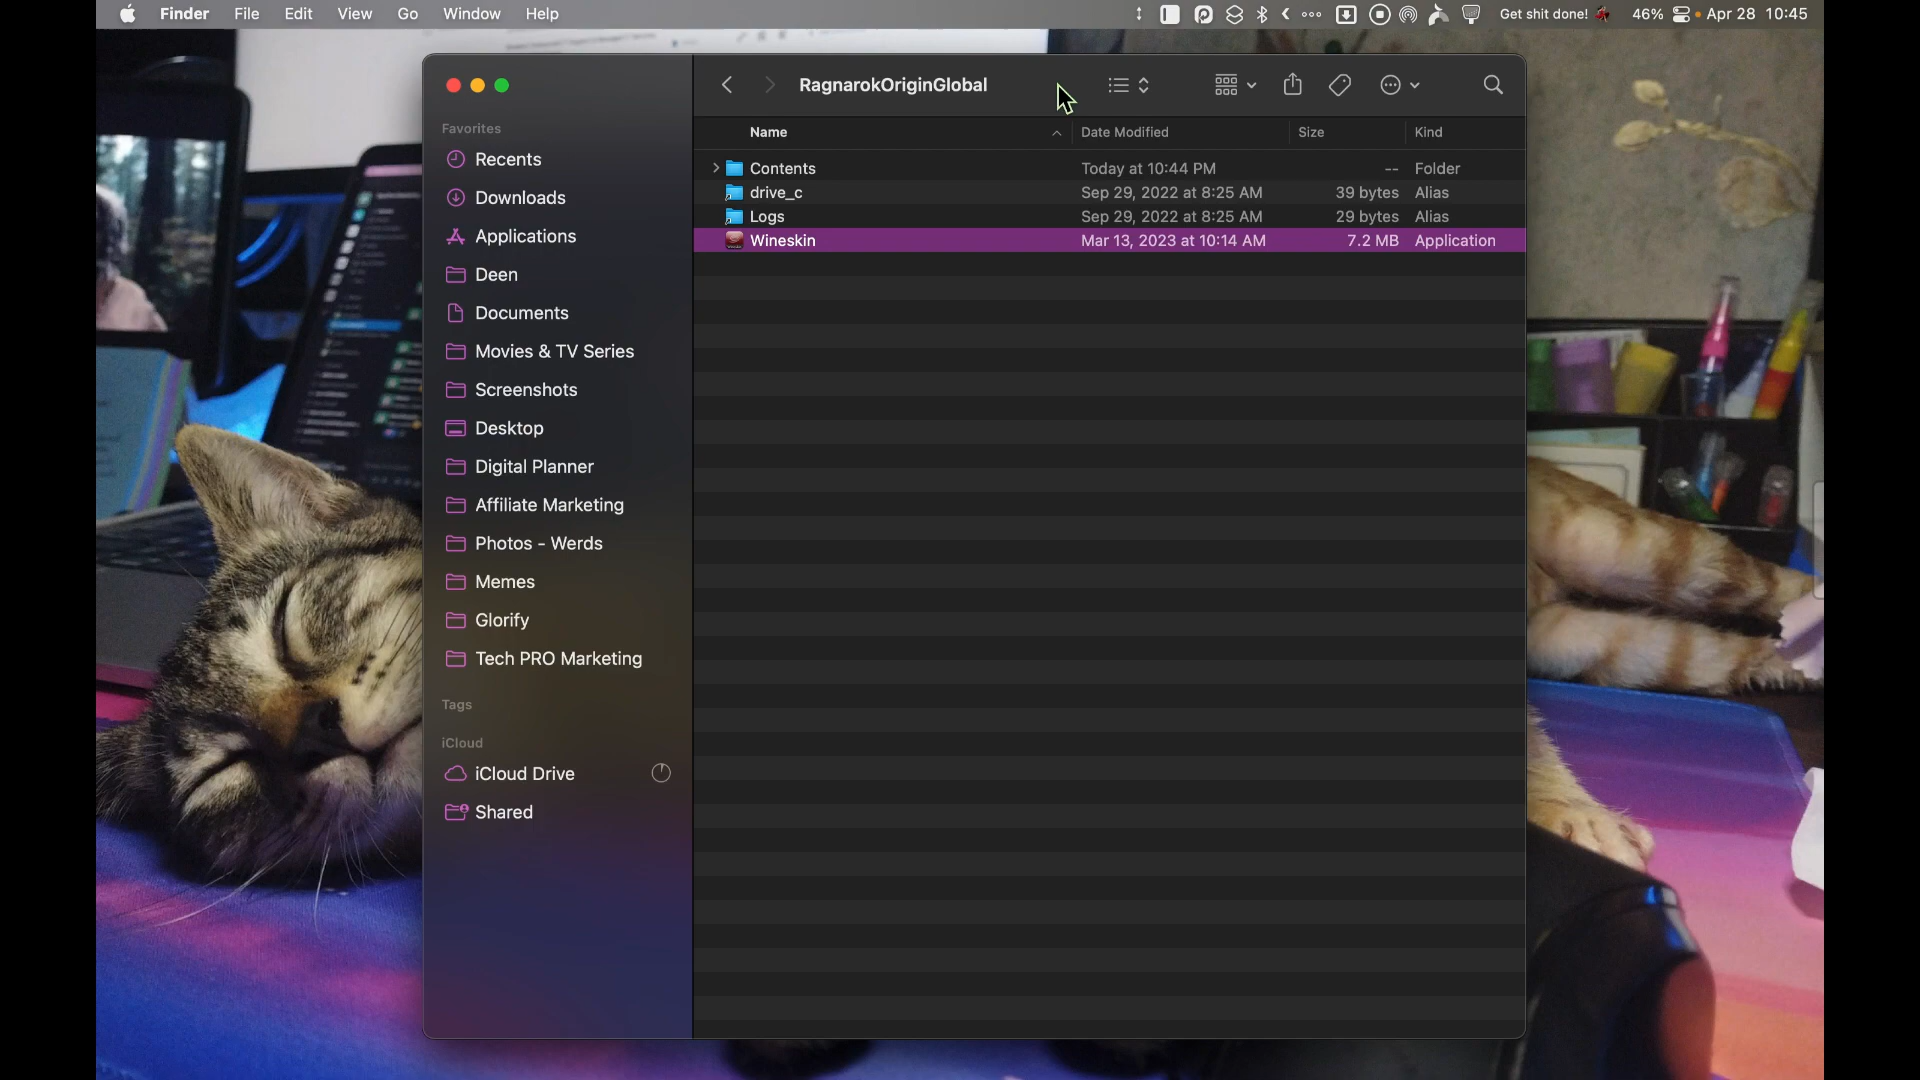 Finder File Edit View Go Window Help Get shit done! 46% Apr 28 10:45
RagnarokOriginGlobal
Favorites
Recents
Downloads
Applications
Deen
Documents
Movies & TV Series
Screenshots
Desktop
Digital Planner
Affiliate Marketing
Photos - Werds
Memes
Glorify
Tech PRO Marketing
Tags
iCloud
iCloud Drive
Shared
Name Date Modified Size Kind
Contents Today at 10:44 PM -- Folder
drive_c Sep 29, 2022 at 8:25 AM 39 bytes Alias
Logs Sep 29, 2022 at 8:25 AM 29 bytes Alias
Wineskin Mar 13, 2023 at 10:14 AM 7.2 MB Application